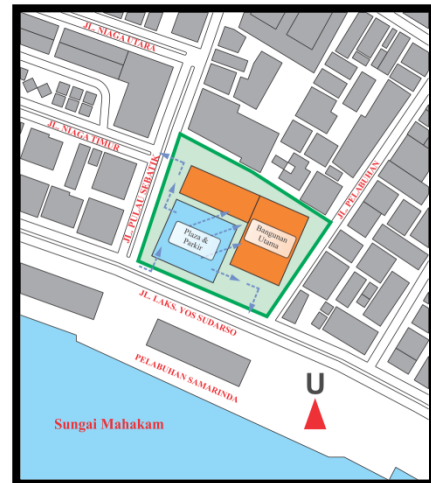 JL. NIAGA UTARA
JL. NIAGA TIMUR
JL. PULAU SEBATIK
JL. PELABUHAN
Bangunan
Utama
Plaza &
Parkir
JL. LAKS. YOS SUDARSO
PELABUHAN SAMARINDA
U
Sungai Mahakam